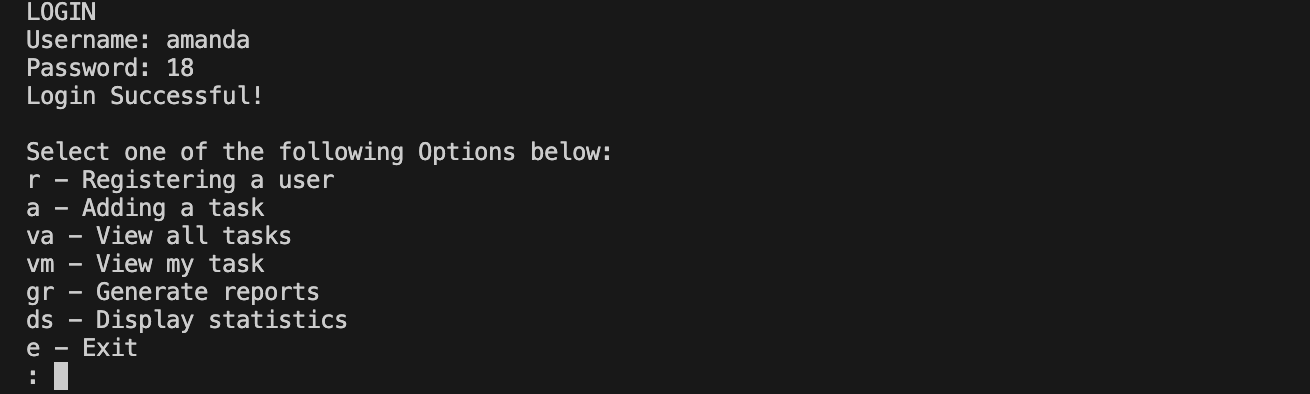 LOGIN
Username: amanda
Password: 18
Login Successful!
Select one of the following Options below:
r – Registering a user
a – Adding a task
va – View all tasks
vm – View my task
gr – Generate reports
ds – Display statistics
e – Exit
: